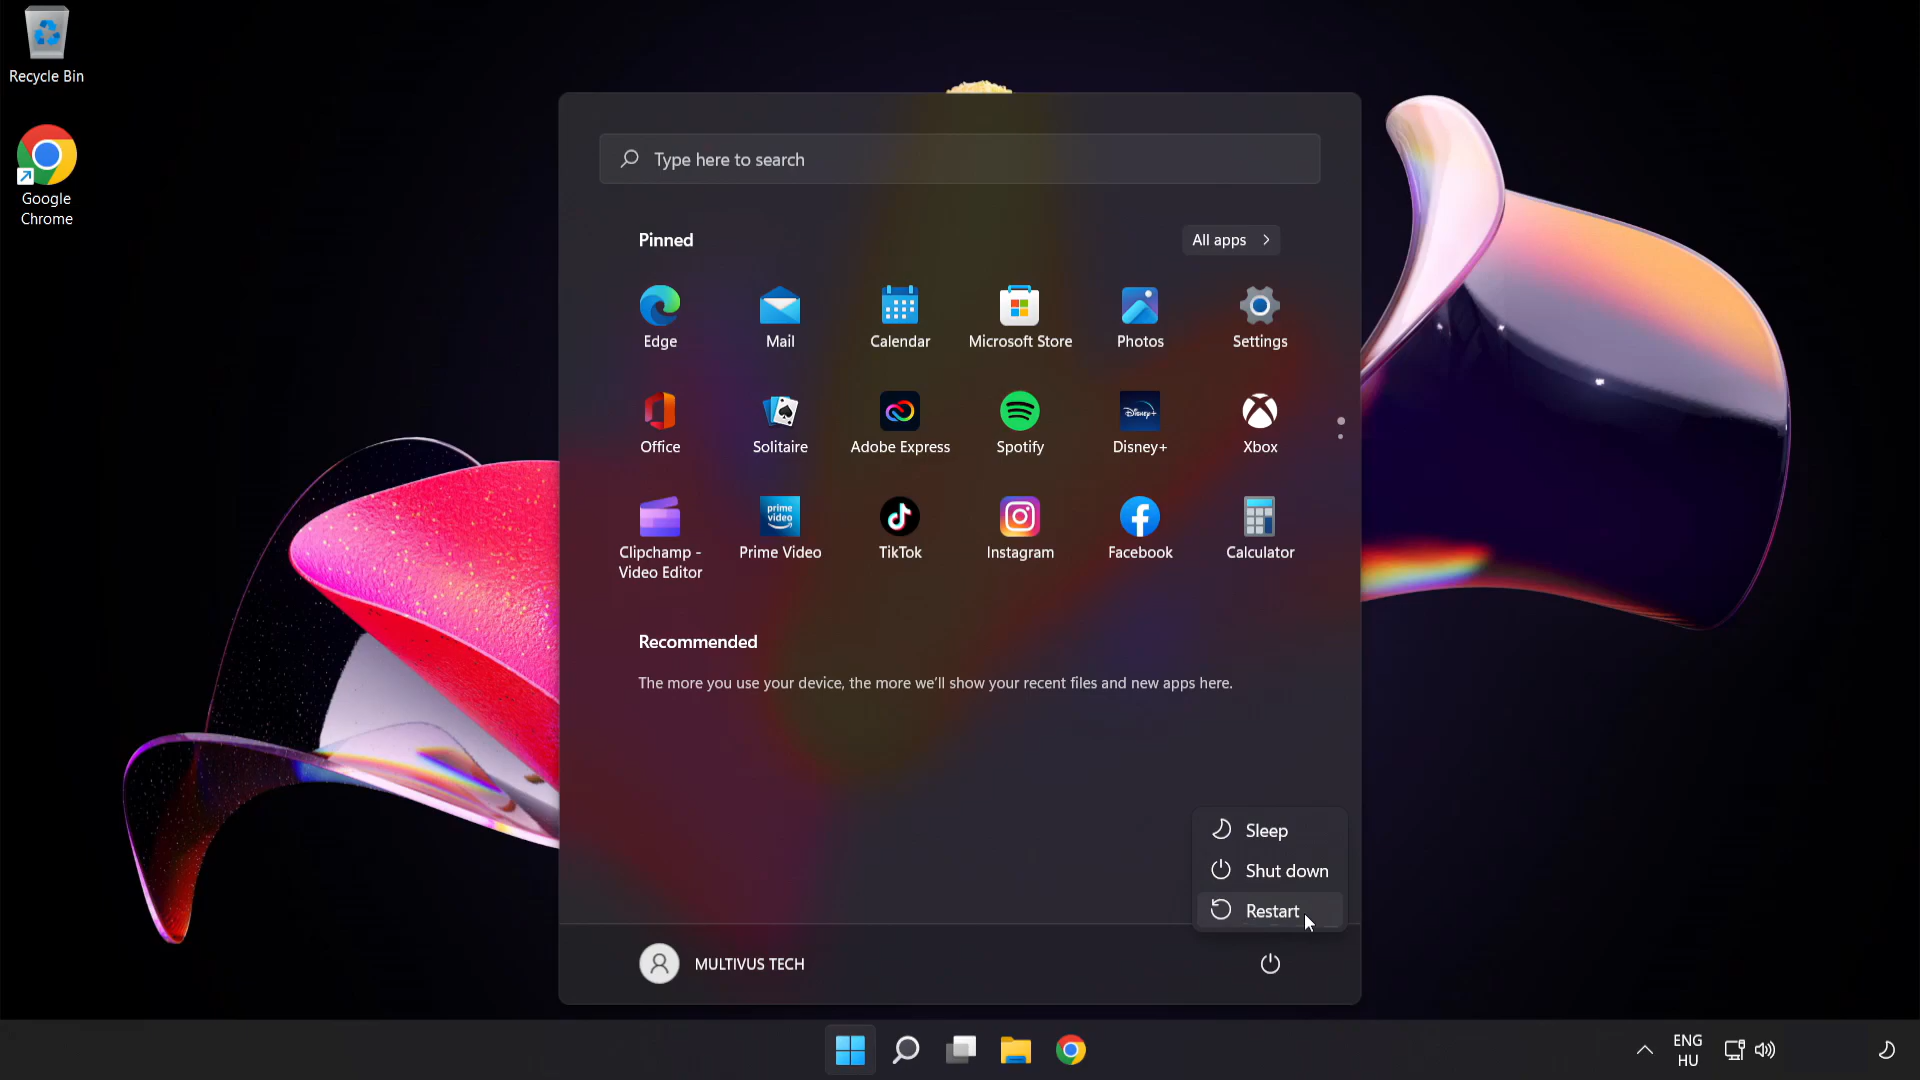 Recycle Bin
Google
Chrome
Type here to search
Pinned
All apps
Edge
Mail
Calendar
Microsoft Store
Photos
Settings
Office
Solitaire
Adobe Express
Disney+
Spotify
Disney+
Xbox
prime
video
Clipchamp -
Video Editor
Prime Video
TikTok
Instagram
Facebook
Calculator
Recommended
The more you use your device, the more we'll show your recent files and new apps here.
Sleep
Shut down
Restart
MULTIVUS TECH
ENG
HU